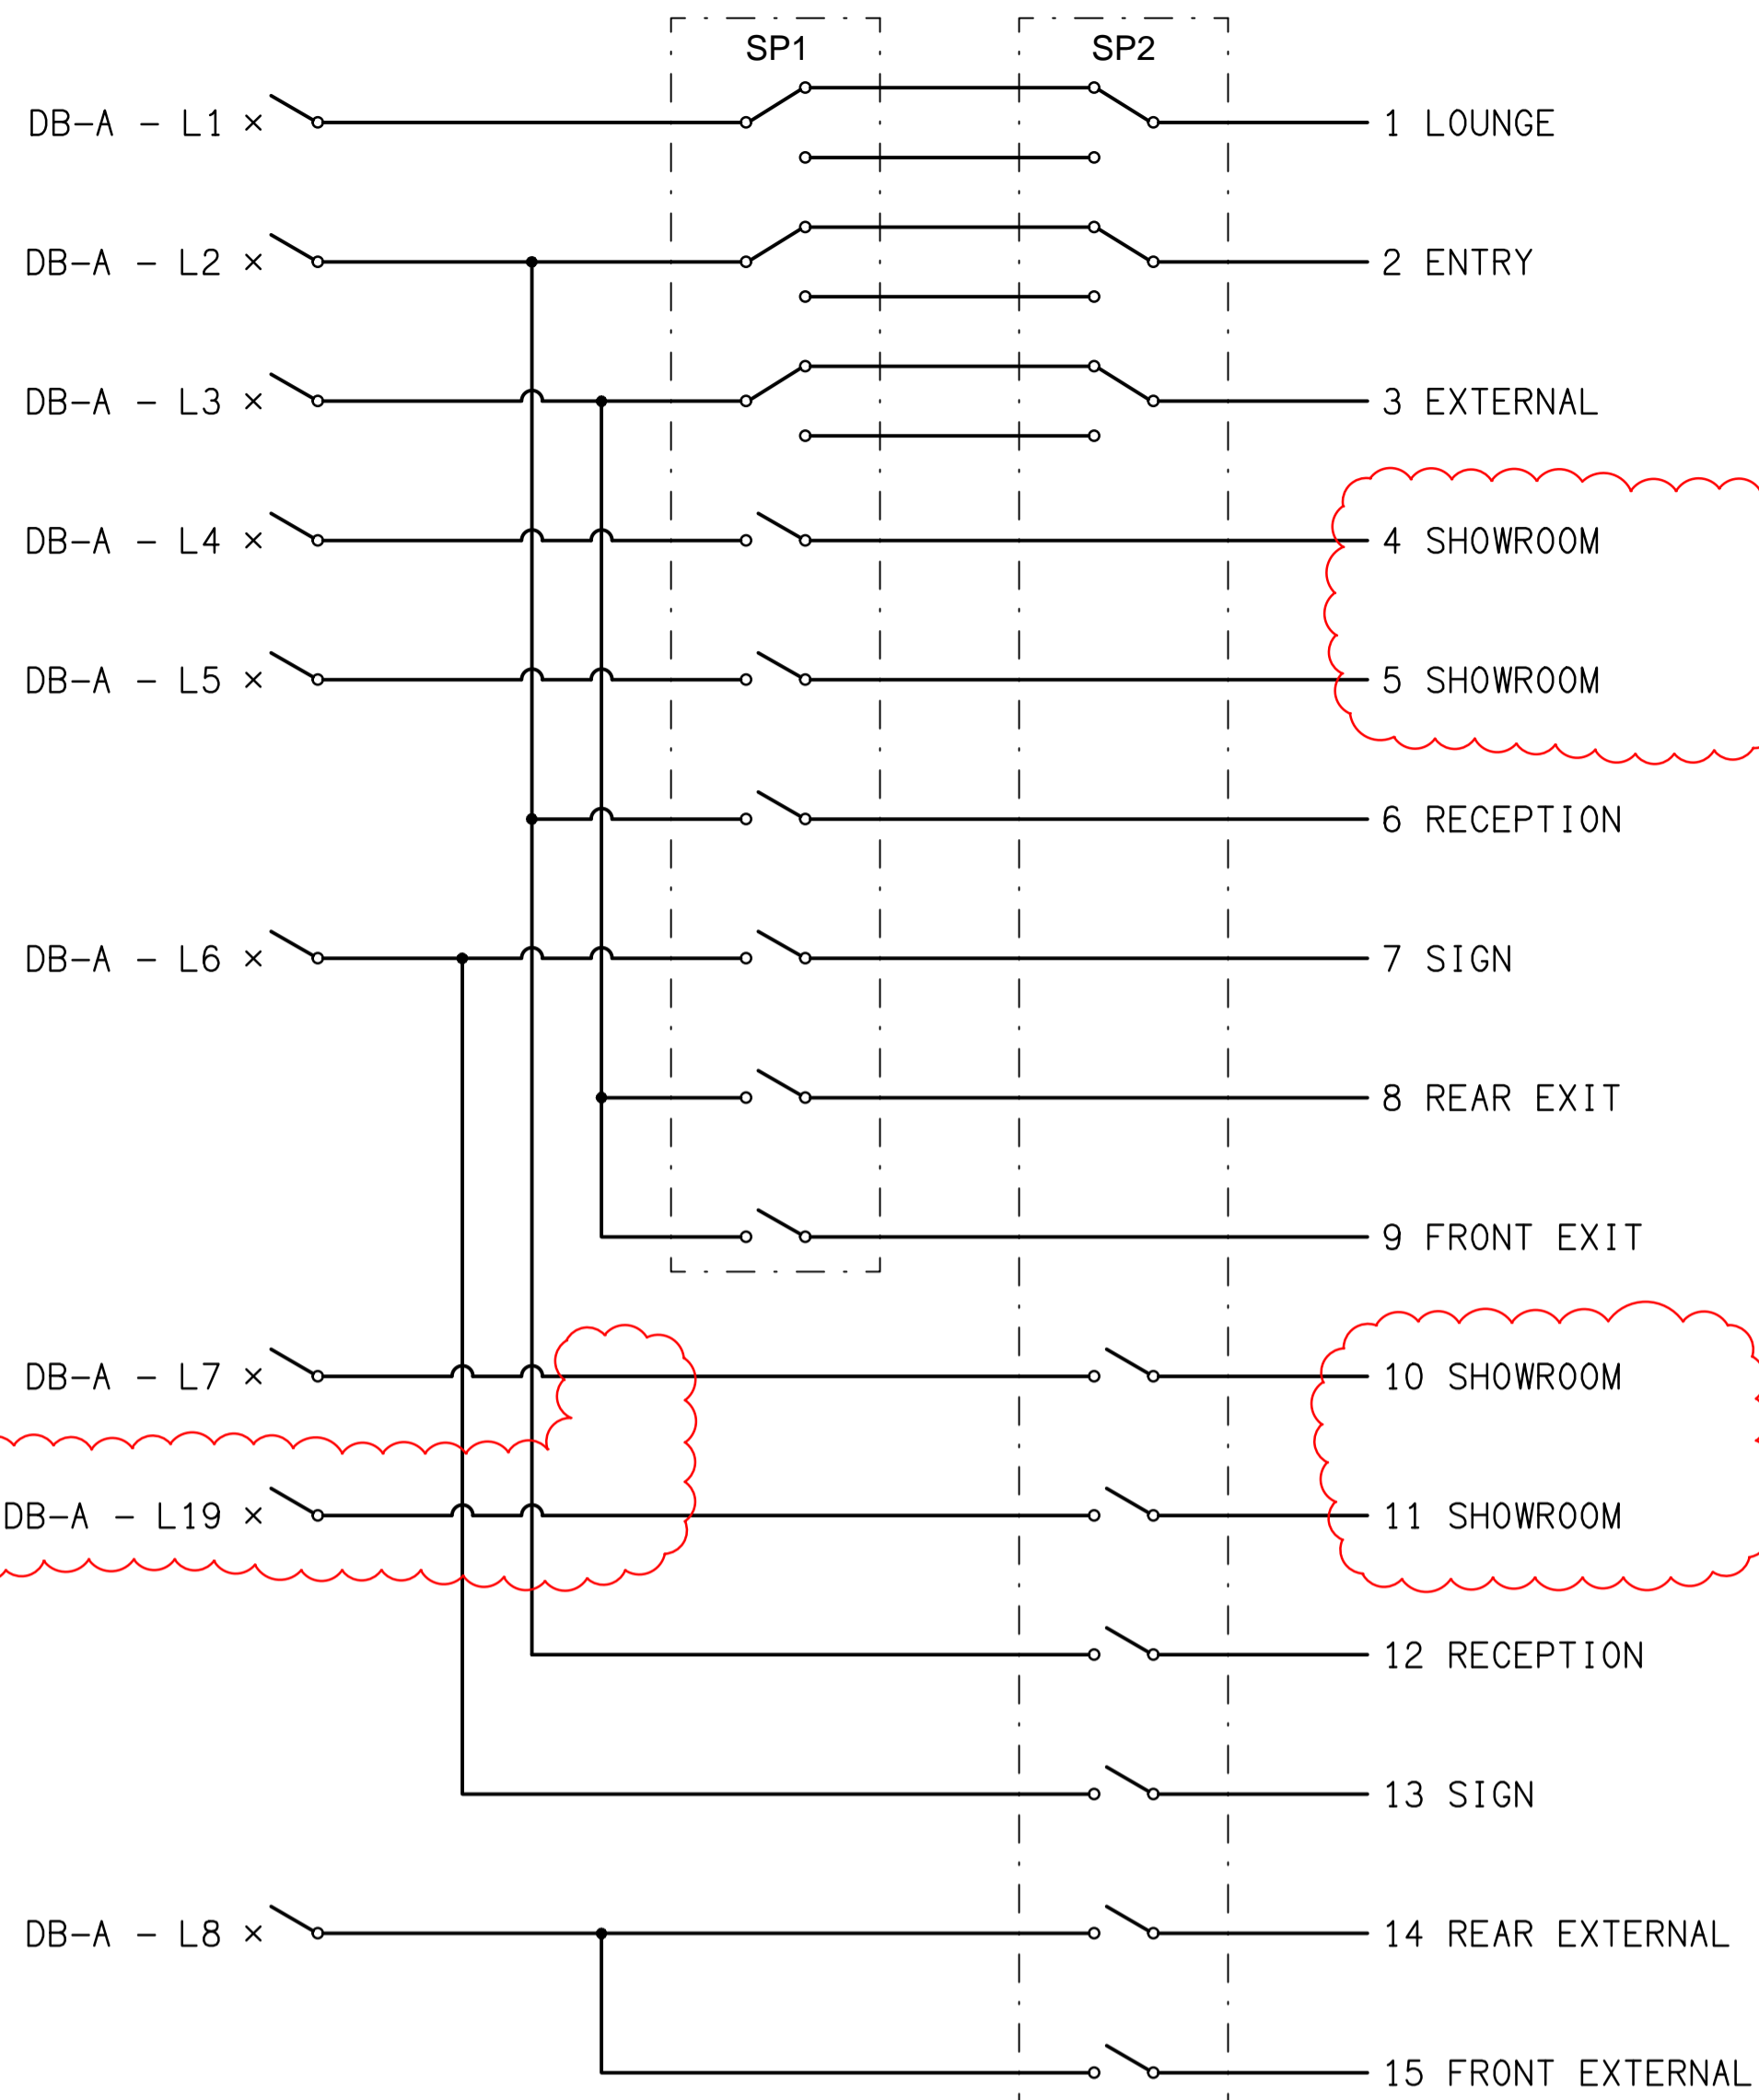 SP1 SP2
DB-A - L1 1 LOUNGE
DB-A - L2 2 ENTRY
DB-A - L3 3 EXTERNAL
DB-A - L4 4 SHOWROOM
DB-A - L5 5 SHOWROOM
6 RECEPTION
DB-A - L6 7 SIGN
8 REAR EXIT
9 FRONT EXIT
DB-A - L7 10 SHOWROOM
DB-A - L19 11 SHOWROOM
12 RECEPTION
13 SIGN
DB-A - L8 14 REAR EXTERNAL
15 FRONT EXTERNAL